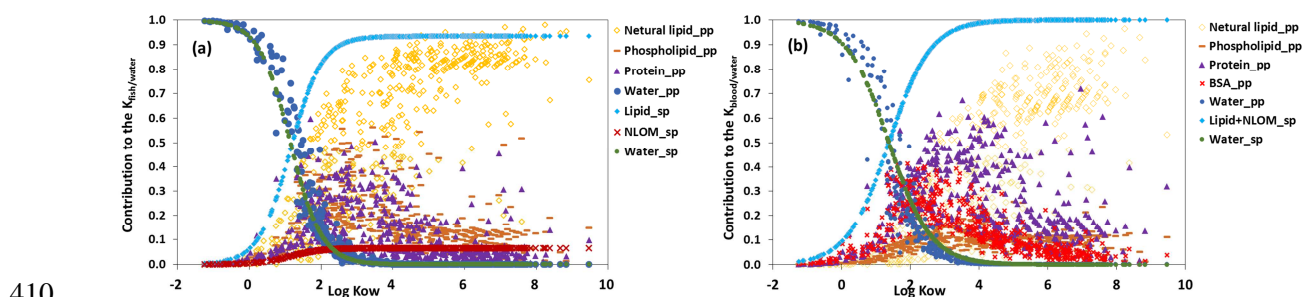 (a)
Contribution to the Kfish/water
1.0
0.9
0.8
0.7
0.6
0.5
0.4
0.3
0.2
0.1
0.0
-2 0 2 4 6 8 10
Log Kow
Netural lipid_pp
Phospholipid_pp
Protein_pp
Water_pp
Lipid_sp
NLOM_sp
Water_sp
(b)
Contribution to the Kblood/water
1.0
0.9
0.8
0.7
0.6
0.5
0.4
0.3
0.2
0.1
0.0
-2 0 2 4 6 8 10
Log Kow
Netural lipid_pp
Phospholipid_pp
Protein_pp
BSA_pp
Water_pp
Lipid+NLOM_sp
Water_sp
410